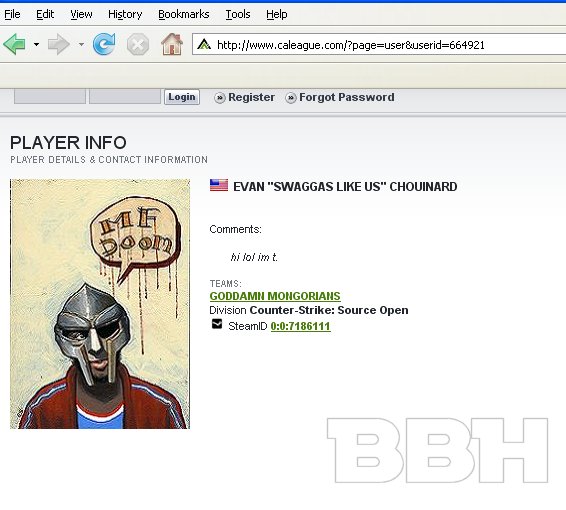 File Edit View History Bookmarks Tools Help
http://www.caleague.com/?page=user&userid=664921
Login Register Forgot Password
PLAYER INFO
PLAYER DETAILS & CONTACT INFORMATION
MF
DOOM
EVAN "SWAGGAS LIKE US" CHOUINARD
Comments:
hi lol im t.
TEAMS:
GODDAMN MONGORIANS
Division Counter-Strike: Source Open
SteamID 0:0:7186111
BBH